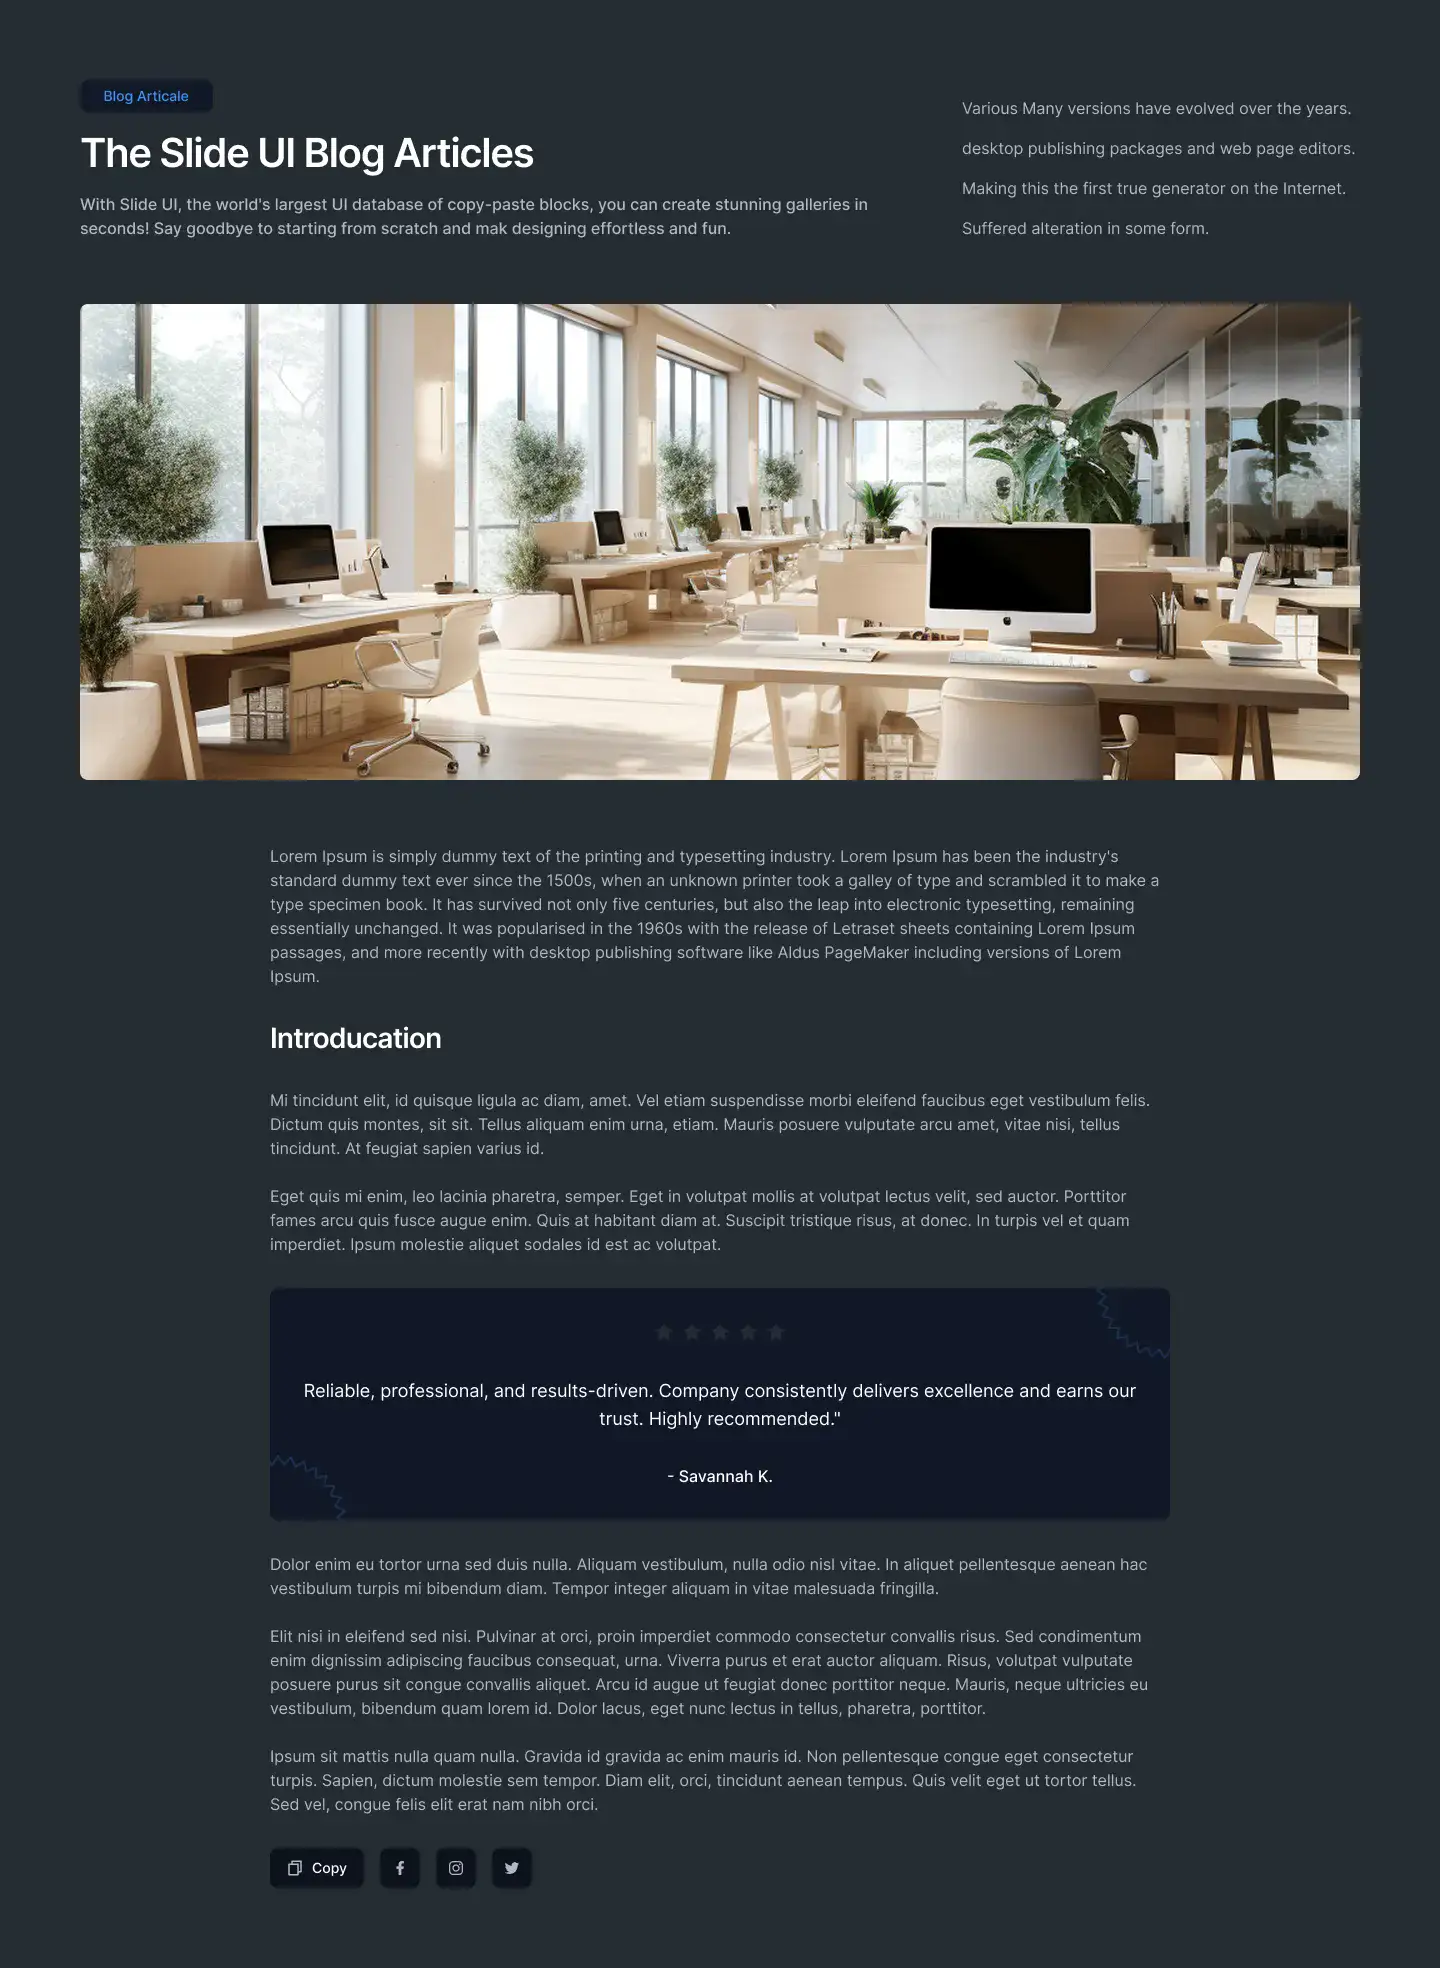 Blog Articale
The Slide UI Blog Articles
With Slide UI, the world's largest UI database of copy-paste blocks, you can create stunning galleries in
seconds! Say goodbye to starting from scratch and mak designing effortless and fun.
Various Many versions have evolved over the years.
desktop publishing packages and web page editors.
Making this the first true generator on the Internet.
Suffered alteration in some form.
Lorem Ipsum is simply dummy text of the printing and typesetting industry. Lorem Ipsum has been the industry's
standard dummy text ever since the 1500s, when an unknown printer took a galley of type and scrambled it to make a
type specimen book. It has survived not only five centuries, but also the leap into electronic typesetting, remaining
essentially unchanged. It was popularised in the 1960s with the release of Letraset sheets containing Lorem Ipsum
passages, and more recently with desktop publishing software like Aldus PageMaker including versions of Lorem
Ipsum.
Introducation
Mi tincidunt elit, id quisque ligula ac diam, amet. Vel etiam suspendisse morbi eleifend faucibus eget vestibulum felis.
Dictum quis montes, sit sit. Tellus aliquam enim urna, etiam. Mauris posuere vulputate arcu amet, vitae nisi, tellus
tincidunt. At feugiat sapien varius id.
Eget quis mi enim, leo lacinia pharetra, semper. Eget in volutpat mollis at volutpat lectus velit, sed auctor. Porttitor
fames arcu quis fusce augue enim. Quis at habitant diam at. Suscipit tristique risus, at donec. In turpis vel et quam
imperdiet. Ipsum molestie aliquet sodales id est ac volutpat.
Reliable, professional, and results-driven. Company consistently delivers excellence and earns our
trust. Highly recommended."
- Savannah K.
Dolor enim eu tortor urna sed duis nulla. Aliquam vestibulum, nulla odio nisl vitae. In aliquet pellentesque aenean hac
vestibulum turpis mi bibendum diam. Tempor integer aliquam in vitae malesuada fringilla.
Elit nisi in eleifend sed nisi. Pulvinar at orci, proin imperdiet commodo consectetur convallis risus. Sed condimentum
enim dignissim adipiscing faucibus consequat, urna. Viverra purus et erat auctor aliquam. Risus, volutpat vulputate
posuere purus sit congue convallis aliquet. Arcu id augue ut feugiat donec porttitor neque. Mauris, neque ultricies eu
vestibulum, bibendum quam lorem id. Dolor lacus, eget nunc lectus in tellus, pharetra, porttitor.
Ipsum sit mattis nulla quam nulla. Gravida id gravida ac enim mauris id. Non pellentesque congue eget consectetur
turpis. Sapien, dictum molestie sem tempor. Diam elit, orci, tincidunt aenean tempus. Quis velit eget ut tortor tellus.
Sed vel, congue felis elit erat nam nibh orci.
Copy